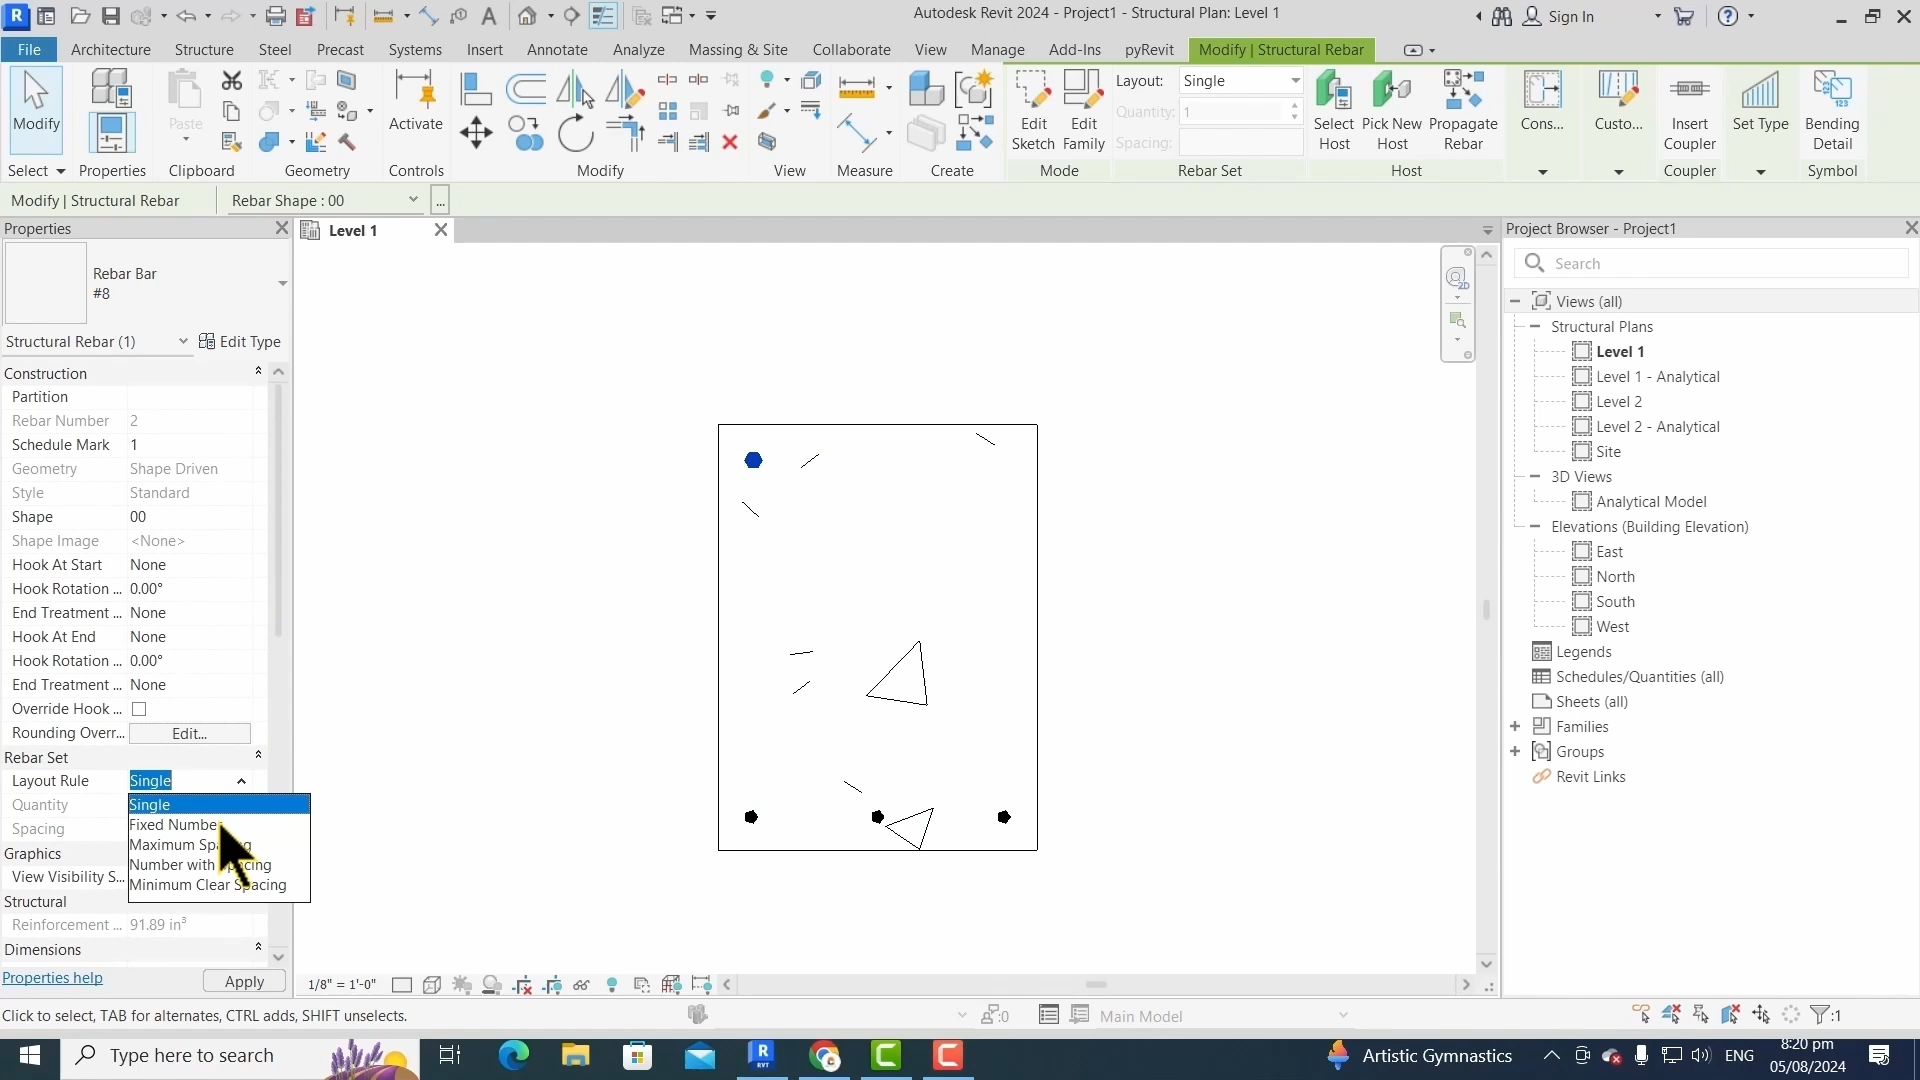 Autodesk Revit 2024 - Project1 - Structural Plan: Level 1
Sign In
File
Architecture
Structure
Steel
Precast
Systems
Insert
Annotate
Analyze
Massing & Site
Collaborate
View
Manage
Add-Ins
pyRevit
Modify | Structural Rebar
Modify
Paste
Activate
Edit
Sketch
Edit
Family
Layout:
Single
Quantity:
1
Spacing:
Select
Host
Pick New
Host
Propagate
Rebar
Cons...
Custo...
Insert
Coupler
Set Type
Bending
Detail
Select
Properties
Clipboard
Geometry
Controls
Modify
View
Measure
Create
Mode
Rebar Set
Host
Coupler
Symbol
Modify | Structural Rebar
Rebar Shape : 00
...
Properties
Rebar Bar
#8
Structural Rebar (1)
Edit Type
Construction
Partition
Rebar Number 2
Schedule Mark 1
Geometry Shape Driven
Style Standard
Shape 00
Shape Image <None>
Hook At Start None
Hook Rotation ... 0.00°
End Treatment ... None
Hook At End None
Hook Rotation ... 0.00°
End Treatment ... None
Override Hook ...
Rounding Overr... Edit...
Rebar Set
Layout Rule Single
Quantity
Spacing
Single
Fixed Number
Maximum Spacing
Number with Spacing
Minimum Clear Spacing
Graphics
View Visibility S...
Structural
Reinforcement ... 91.89 in³
Dimensions
Properties help
Apply
Level 1
2D
1/8" = 1'-0"
Project Browser - Project1
Search
Views (all)
Structural Plans
Level 1
Level 1 - Analytical
Level 2
Level 2 - Analytical
Site
3D Views
Analytical Model
Elevations (Building Elevation)
East
North
South
West
Legends
Schedules/Quantities (all)
Sheets (all)
Families
Groups
Revit Links
Click to select, TAB for alternates, CTRL adds, SHIFT unselects.
:0
Main Model
:1
Type here to search
Artistic Gymnastics
ENG
8:20 pm
05/08/2024